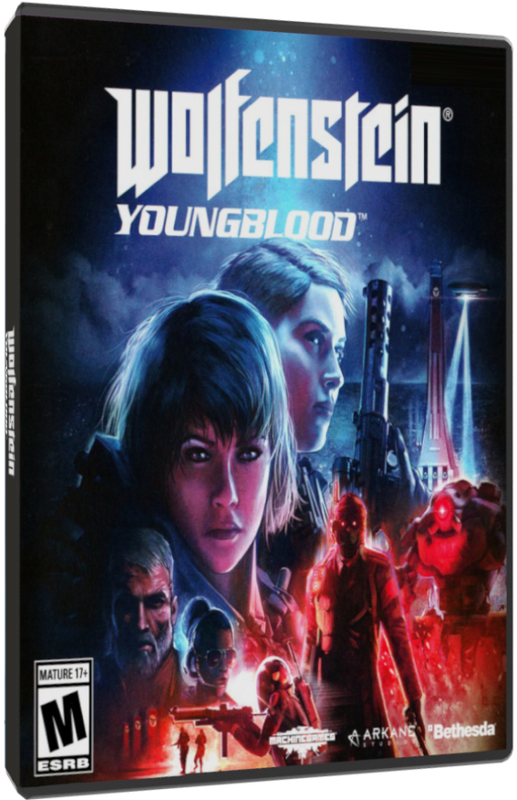 Wolfenstein®
YOUNGBLOOD™
Wolfenstein
MATURE 17+
M
ESRB
MACHINEGAMES
ARKANE
STUDIOS
Bethesda